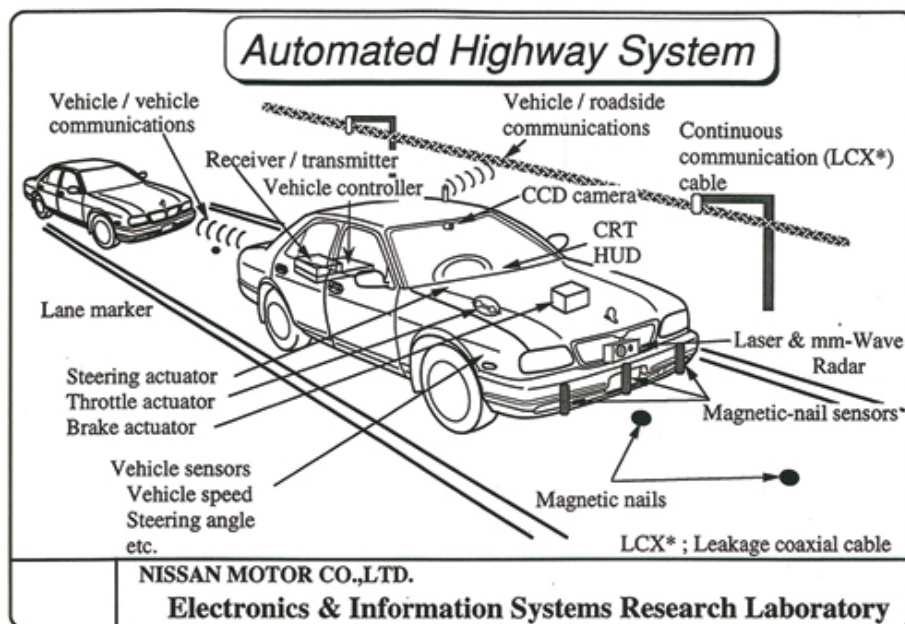 Automated Highway System
Vehicle / vehicle
communications
Vehicle / roadside
communications
Continuous
communication (LCX*)
cable
Receiver / transmitter
Vehicle controller
CCD camera
CRT
HUD
Lane marker
Laser & mm-Wave
Radar
Steering actuator
Throttle actuator
Brake actuator
Magnetic-nail sensors
Vehicle sensors
Vehicle speed
Steering angle
etc.
Magnetic nails
LCX* ; Leakage coaxial cable
NISSAN MOTOR CO.,LTD.
Electronics & Information Systems Research Laboratory